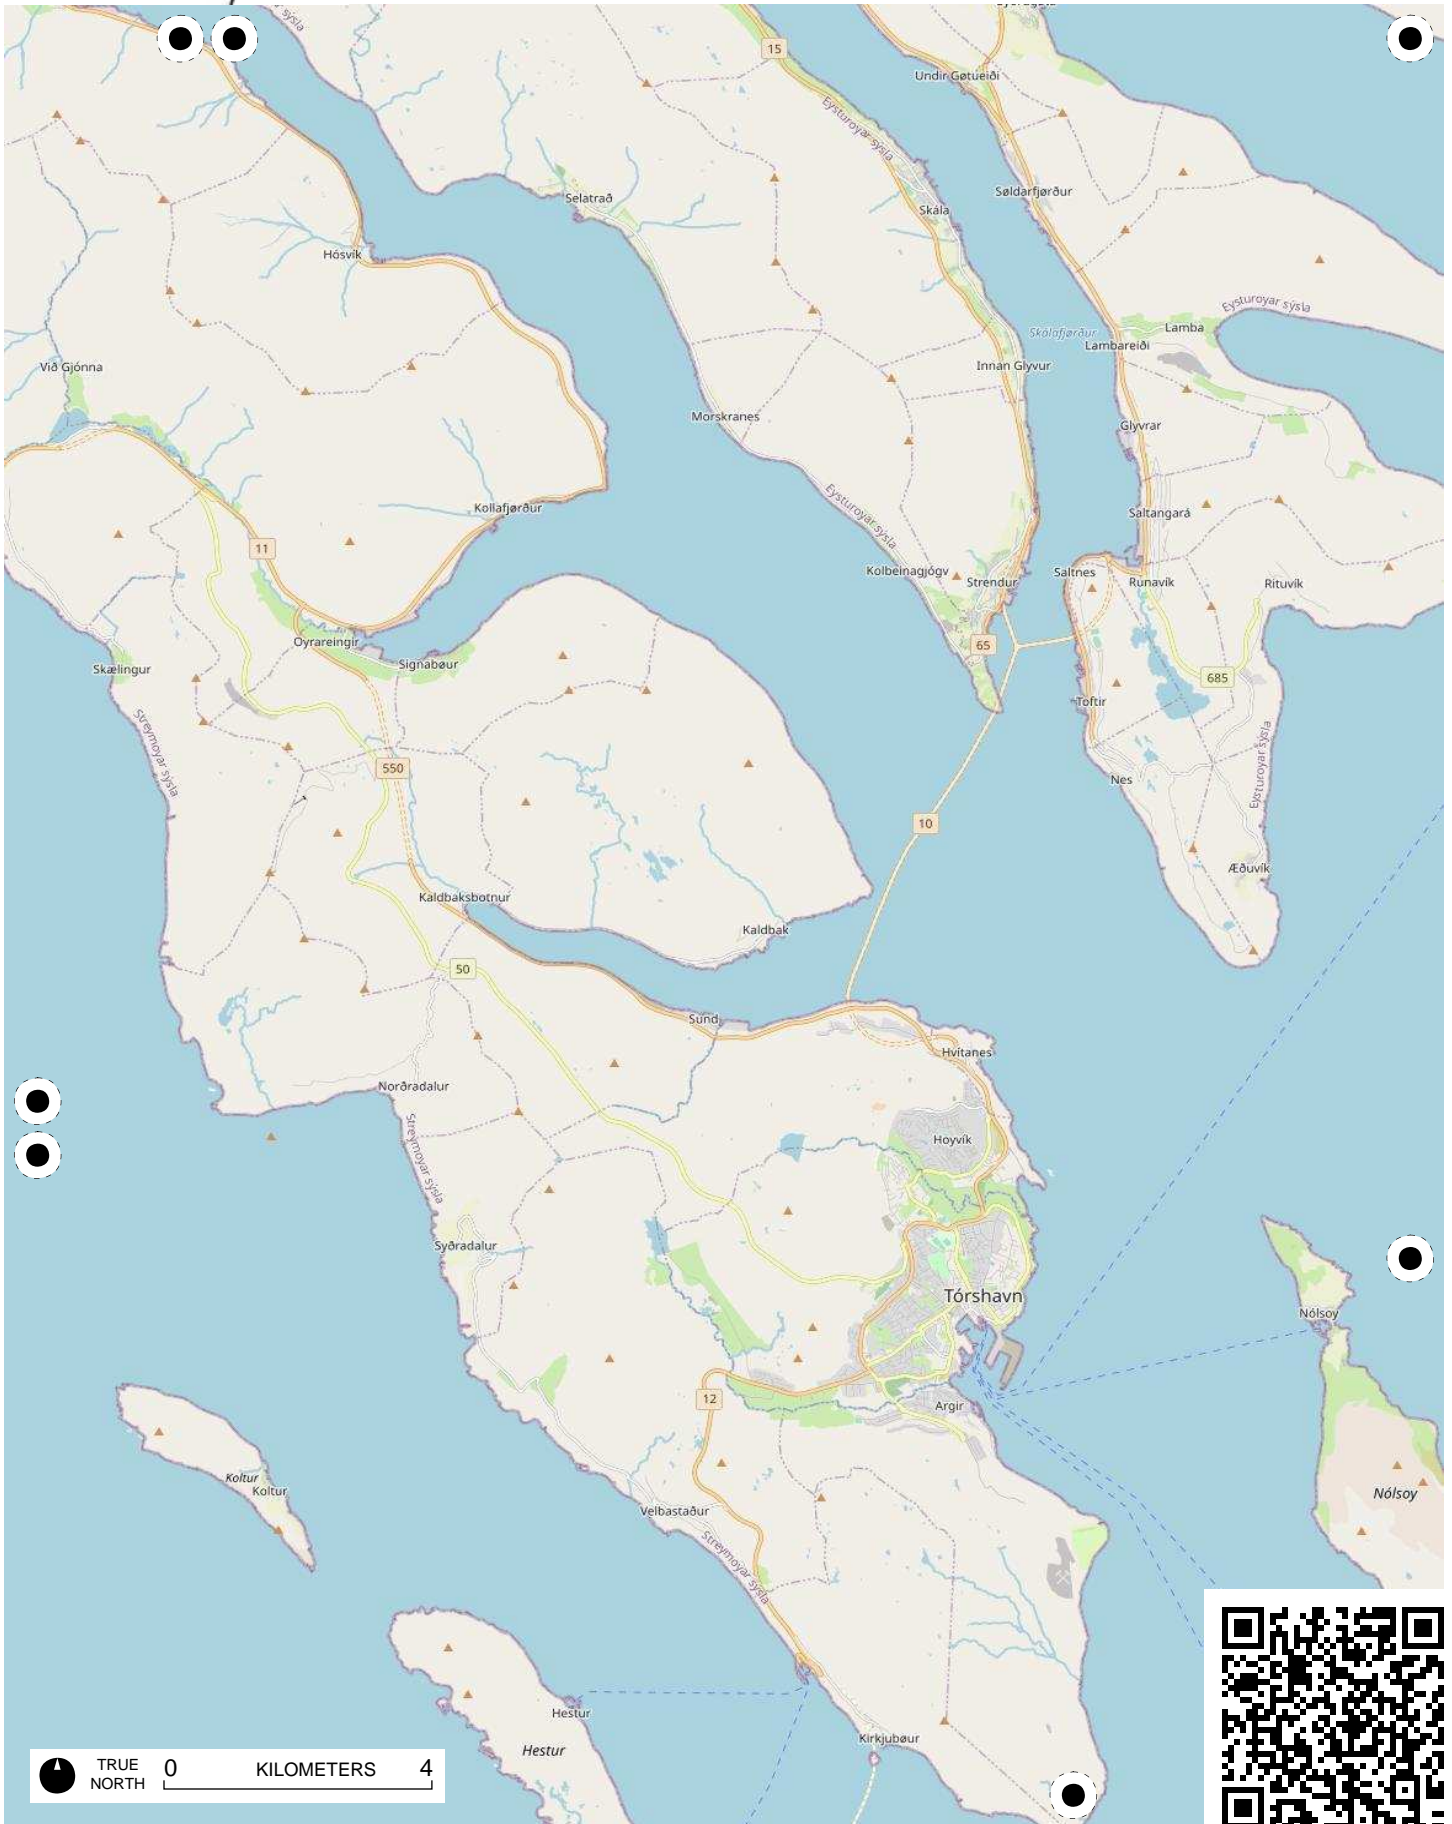 sýsla
15
Undir Gøtueiði
Eysturoyar sýsla
Selatrað
Søldarfjørður
Skála
Hósvík
Eysturoyar sýsla
Skálafjørður
Lamba
Lambareiði
Við Gjónna
Innan Glyvur
Morskranes
Glyvrar
Eysturoyar sýsla
Kollafjørður
Saltangará
11
Kolbeinagjógv
Strendur
Saltnes
Runavík
Rituvík
Oyrareingir
Signabøur
65
Skælingur
685
Toftir
Streymoyar sýsla
Eysturoyar sýsla
550
Nes
10
Æðuvík
Kaldbaksbotnur
Kaldbak
50
Sund
Hvítanes
Norðradalur
Streymoyar sýsla
Hoyvík
Syðradalur
Tórshavn
Nólsoy
12
Argir
Koltur
Koltur
Nólsoy
Velbastaður
Streymoyar sýsla
Hestur
Hestur
Kirkjubøur
TRUE
NORTH
0 KILOMETERS 4